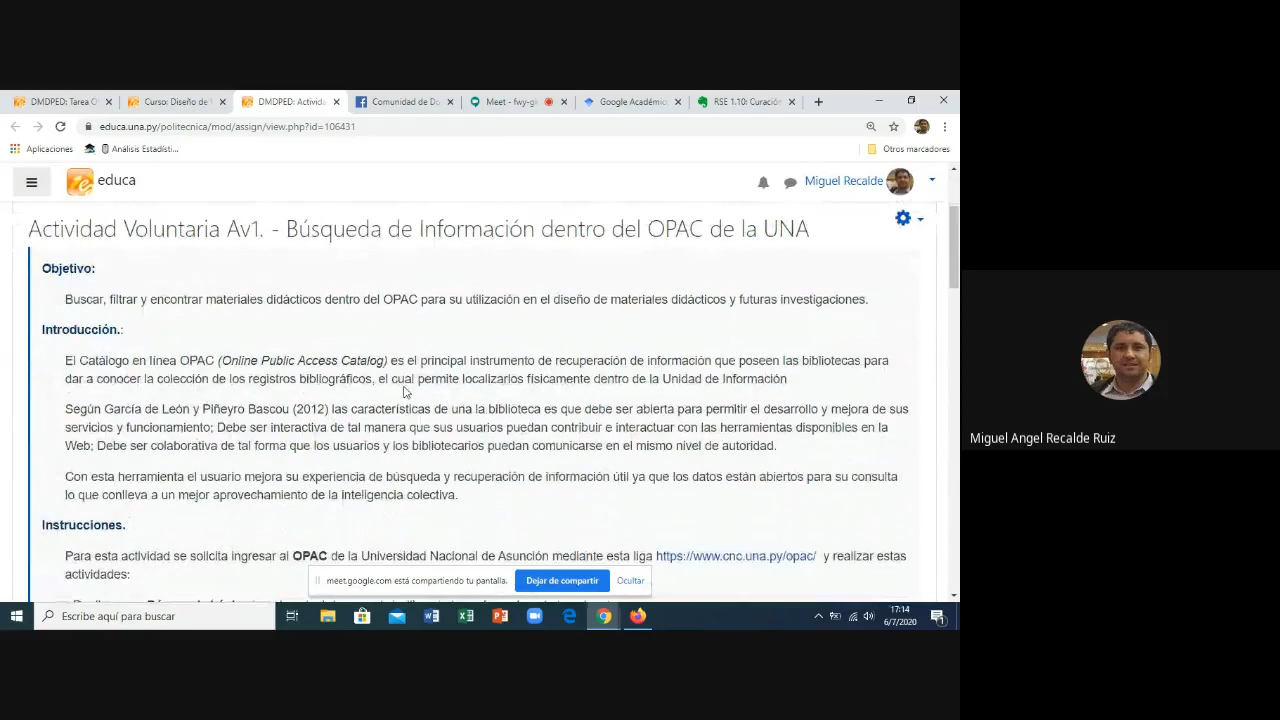 DMDPED: Tarea O
Curso: Diseño de
DMDPED: Activida
Comunidad de Do
Meet - fwy-gi
Google Académic
RSE 1.10: Curación
educa.una.py/politecnica/mod/assign/view.php?id=106431
Aplicaciones
Análisis Estadísti...
Otros marcadores
educa
Miguel Recalde
Actividad Voluntaria Av1. - Búsqueda de Información dentro del OPAC de la UNA
Objetivo:
Buscar, filtrar y encontrar materiales didácticos dentro del OPAC para su utilización en el diseño de materiales didácticos y futuras investigaciones.
Introducción.:
El Catálogo en línea OPAC (Online Public Access Catalog) es el principal instrumento de recuperación de información que poseen las bibliotecas para
dar a conocer la colección de los registros bibliográficos, el cual permite localizarlos físicamente dentro de la Unidad de Información
Según García de León y Piñeyro Bascou (2012) las características de una la biblioteca es que debe ser abierta para permitir el desarrollo y mejora de sus
servicios y funcionamiento; Debe ser interactiva de tal manera que sus usuarios puedan contribuir e interactuar con las herramientas disponibles en la
Web; Debe ser colaborativa de tal forma que los usuarios y los bibliotecarios puedan comunicarse en el mismo nivel de autoridad.
Con esta herramienta el usuario mejora su experiencia de búsqueda y recuperación de información útil ya que los datos están abiertos para su consulta
lo que conlleva a un mejor aprovechamiento de la inteligencia colectiva.
Instrucciones.
Para esta actividad se solicita ingresar al OPAC de la Universidad Nacional de Asunción mediante esta liga https://www.cnc.una.py/opac/ y realizar estas
actividades:
meet.google.com está compartiendo tu pantalla.
Dejar de compartir
Ocultar
Escribe aquí para buscar
17:14
6/7/2020
Miguel Angel Recalde Ruiz